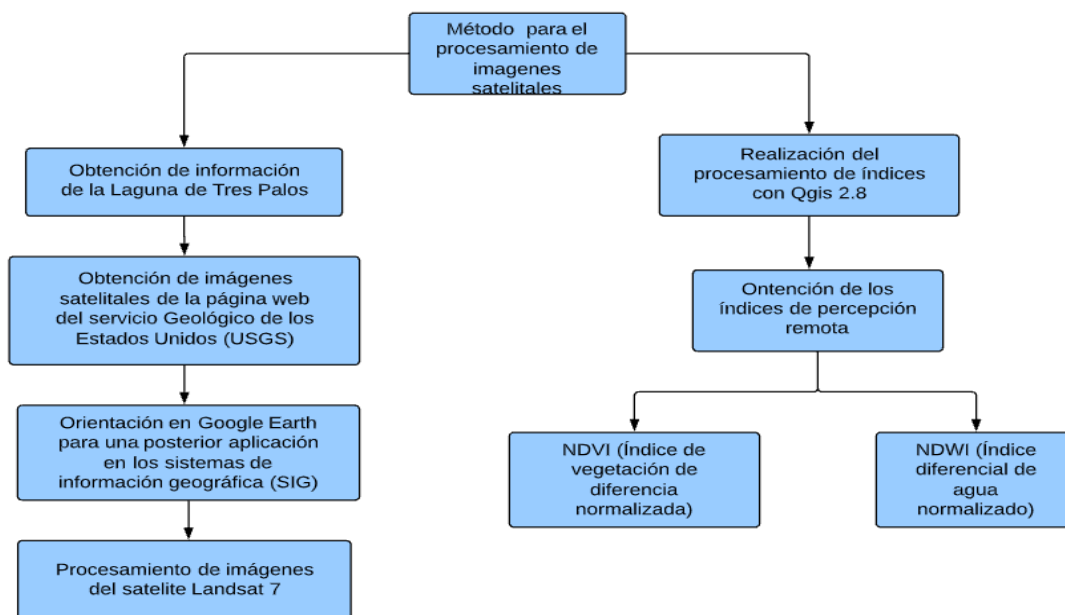 Método para el
procesamiento de
imagenes
satelitales
Obtención de información
de la Laguna de Tres Palos
Obtención de imágenes
satelitales de la página web
del servicio Geológico de los
Estados Unidos (USGS)
Orientación en Google Earth
para una posterior aplicación
en los sistemas de
información geográfica (SIG)
Procesamiento de imágenes
del satelite Landsat 7
Realización del
procesamiento de índices
con Qgis 2.8
Ontención de los
índices de percepción
remota
NDVI (Índice de
vegetación de
diferencia
normalizada)
NDWI (Índice
diferencial de
agua
normalizado)